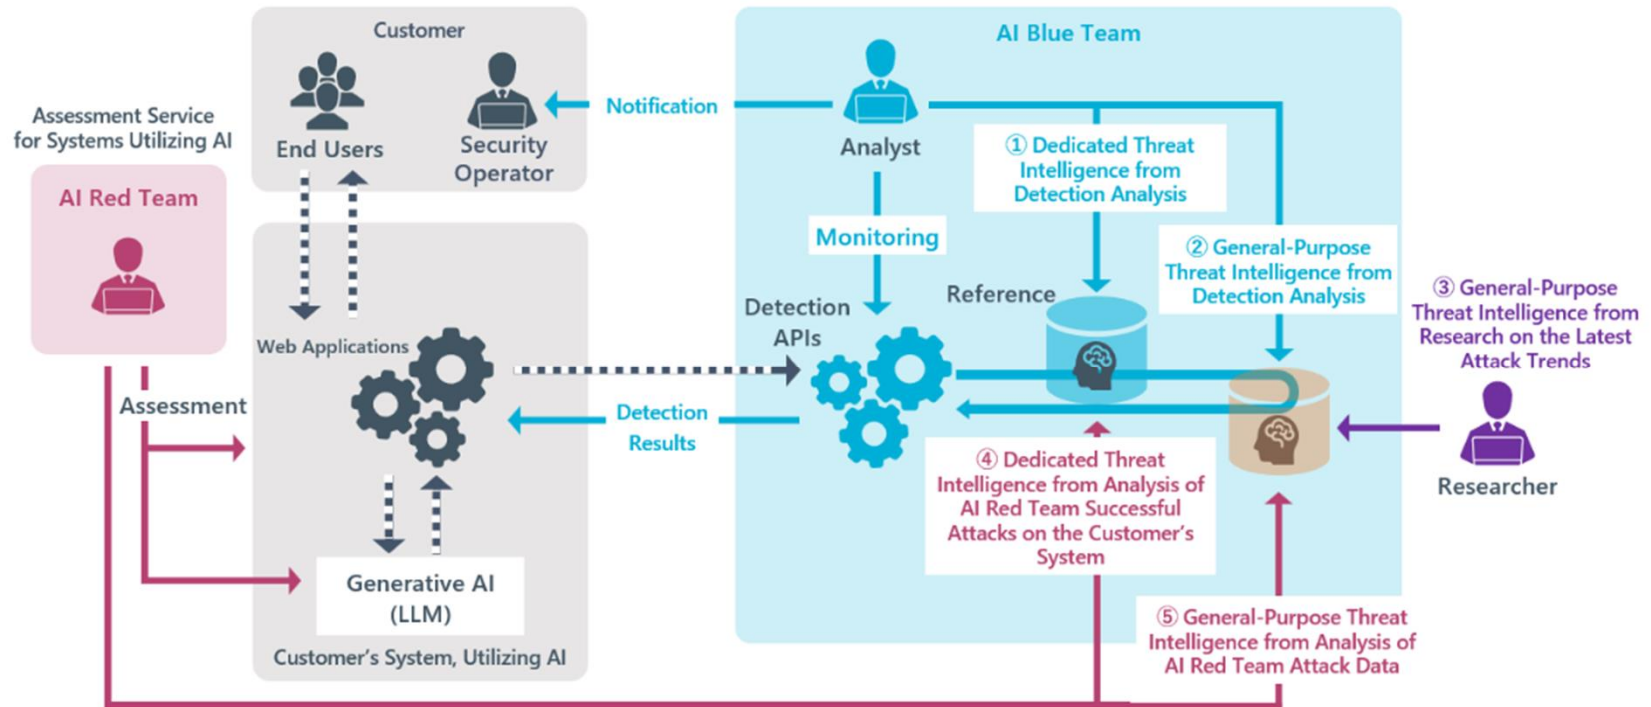 Customer
End Users
Security
Operator
Notification
Assessment Service
for Systems Utilizing AI
AI Red Team
Assessment
Web Applications
Generative AI
(LLM)
Customer's System, Utilizing AI
Detection
Results
AI Blue Team
Analyst
Monitoring
Detection
APIs
Reference
① Dedicated Threat
Intelligence from
Detection Analysis
② General-Purpose
Threat Intelligence from
Detection Analysis
③ General-Purpose
Threat Intelligence from
Research on the Latest
Attack Trends
Researcher
④ Dedicated Threat
Intelligence from Analysis of
AI Red Team Successful
Attacks on the Customer's
System
⑤ General-Purpose Threat
Intelligence from Analysis of
AI Red Team Attack Data